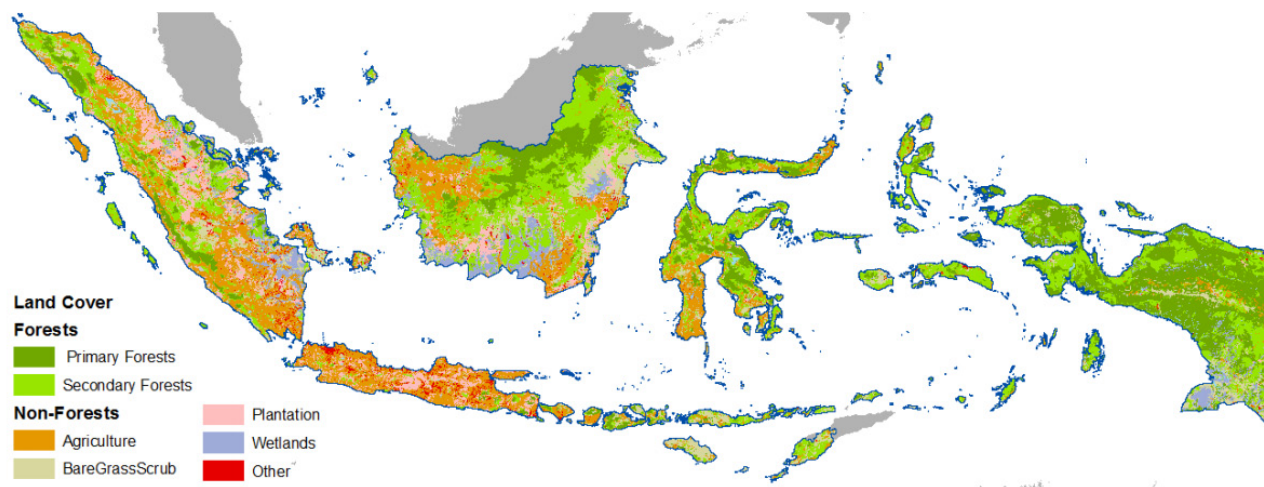 Land Cover
Forests
Primary Forests
Secondary Forests
Non-Forests
Plantation
Agriculture
Wetlands
BareGrassScrub
Other